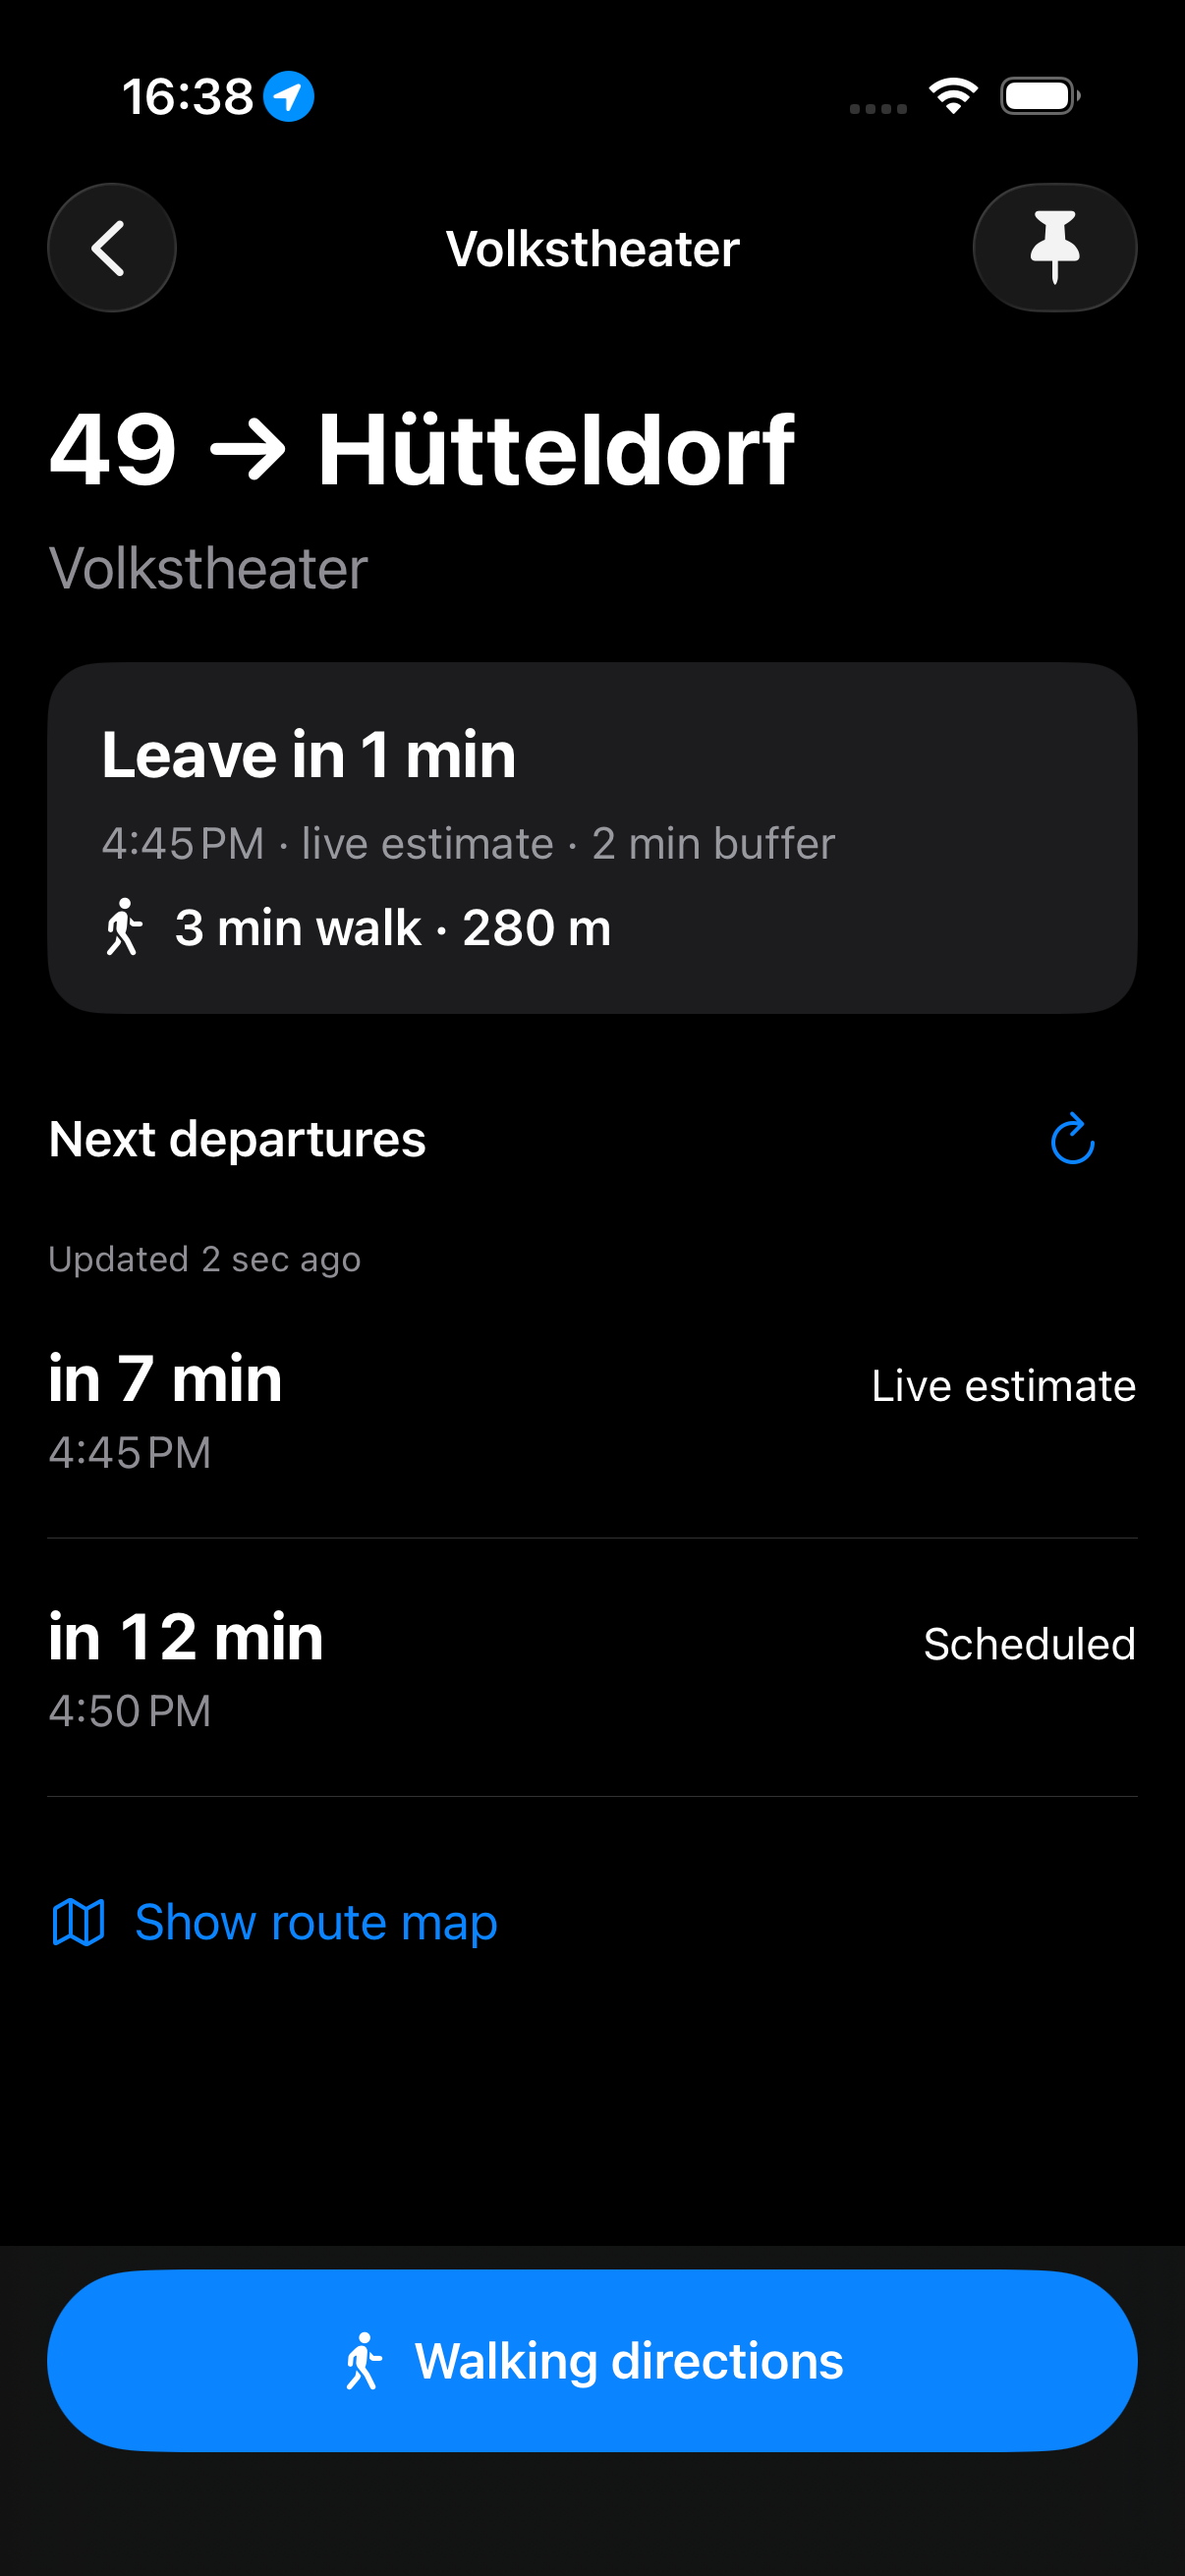 16:38
Volkstheater
49 → Hütteldorf
Volkstheater
Leave in 1 min
4:45 PM · live estimate · 2 min buffer
3 min walk · 280 m
Next departures
Updated 2 sec ago
in 7 min
Live estimate
4:45 PM
in 12 min
Scheduled
4:50 PM
Show route map
Walking directions